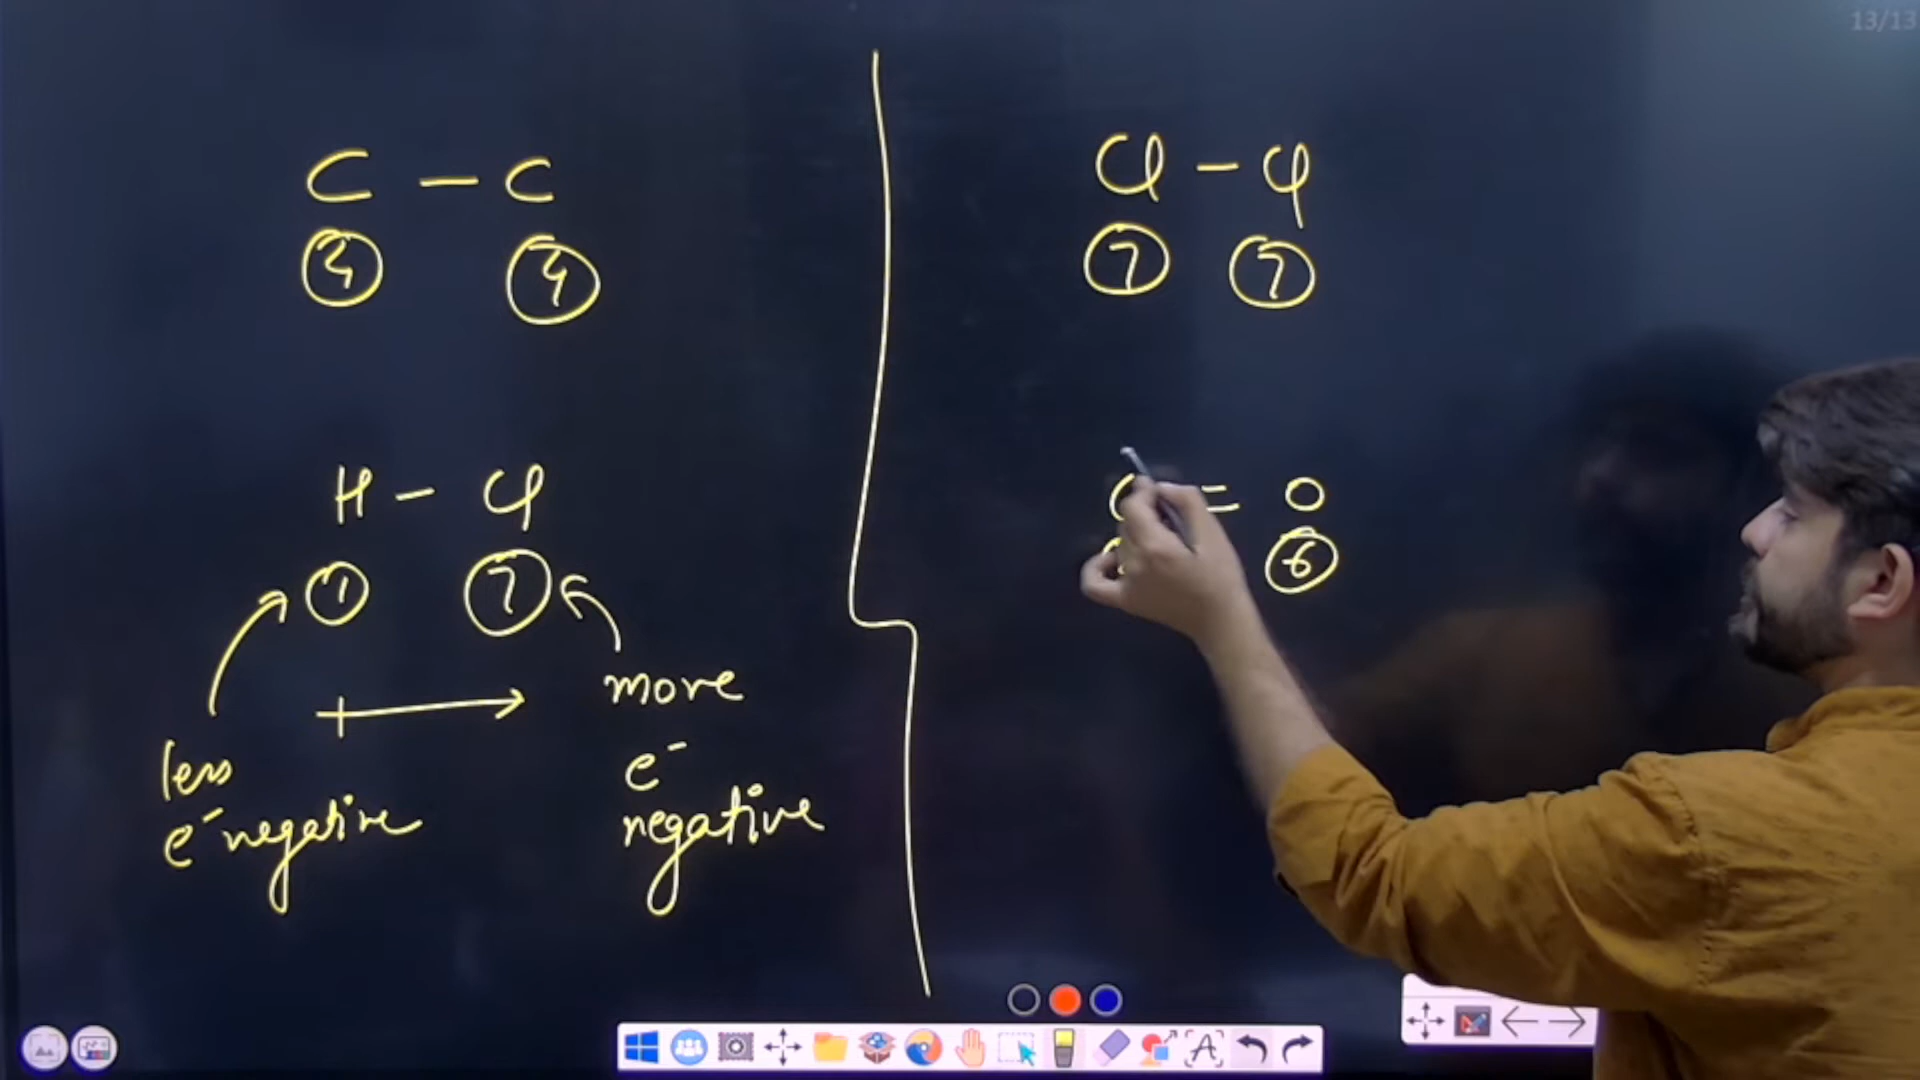 13/13
C – C
4 4
Cl – Cl
7 7
H – Cl
1 7
= O
6
less
e⁻negative
more
e⁻
negative